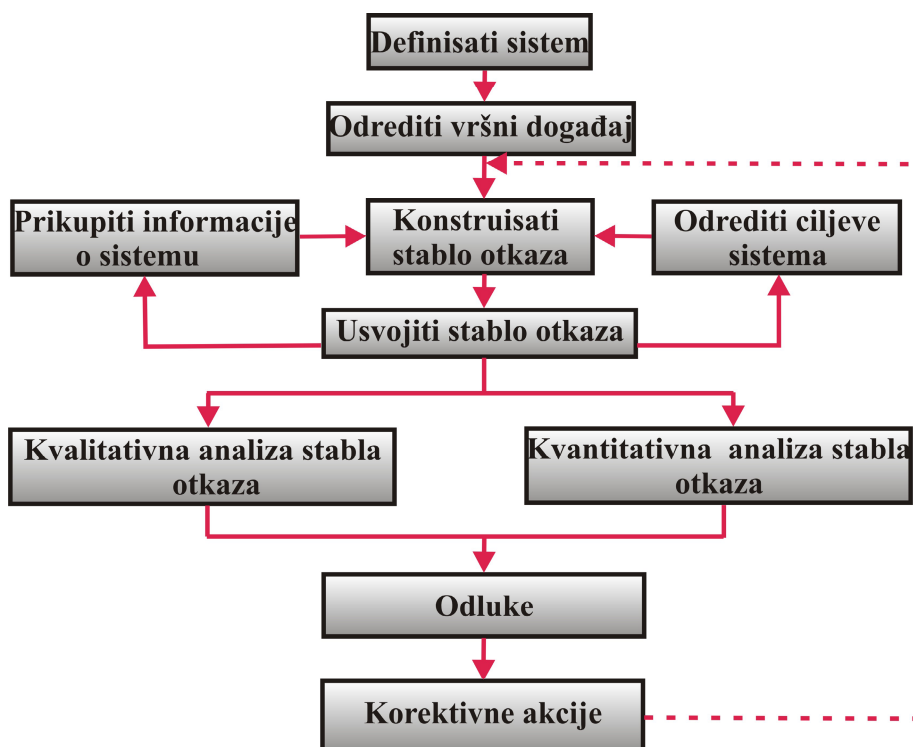 Definisati sistem
Odrediti vršni događaj
Prikupiti informacije
o sistemu
Konstruisati
stablo otkaza
Odrediti ciljeve
sistema
Usvojiti stablo otkaza
Kvalitativna analiza stabla
otkaza
Kvantitativna analiza stabla
otkaza
Odluke
Korektivne akcije